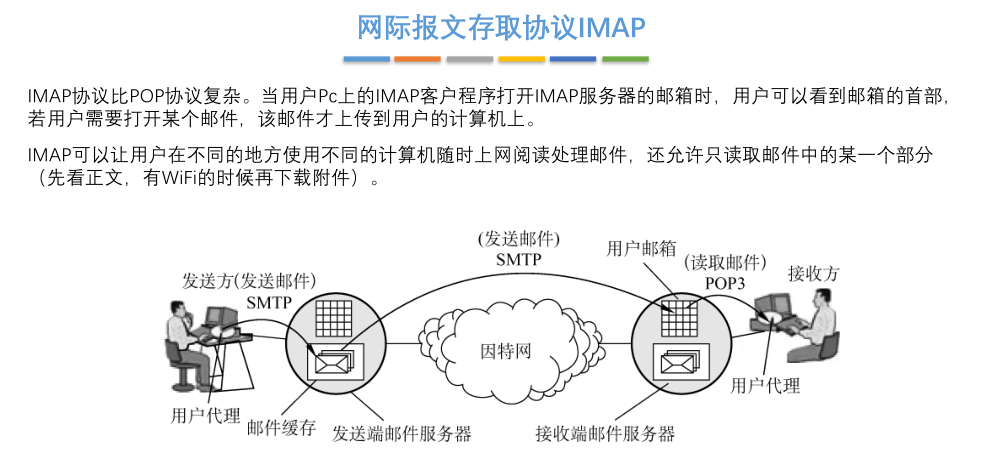 网际报文存取协议IMAP
IMAP协议比POP协议复杂。当用户Pc上的IMAP客户程序打开IMAP服务器的邮箱时，用户可以看到邮箱的首部，
若用户需要打开某个邮件，该邮件才上传到用户的计算机上。
IMAP可以让用户在不同的地方使用不同的计算机随时上网阅读处理邮件，还允许只读取邮件中的某一个部分
（先看正文，有WiFi的时候再下载附件）。
(发送邮件)
SMTP
用户邮箱
(读取邮件)
POP3
接收方
发送方(发送邮件)
SMTP
因特网
用户代理
用户代理
邮件缓存
发送端邮件服务器
接收端邮件服务器